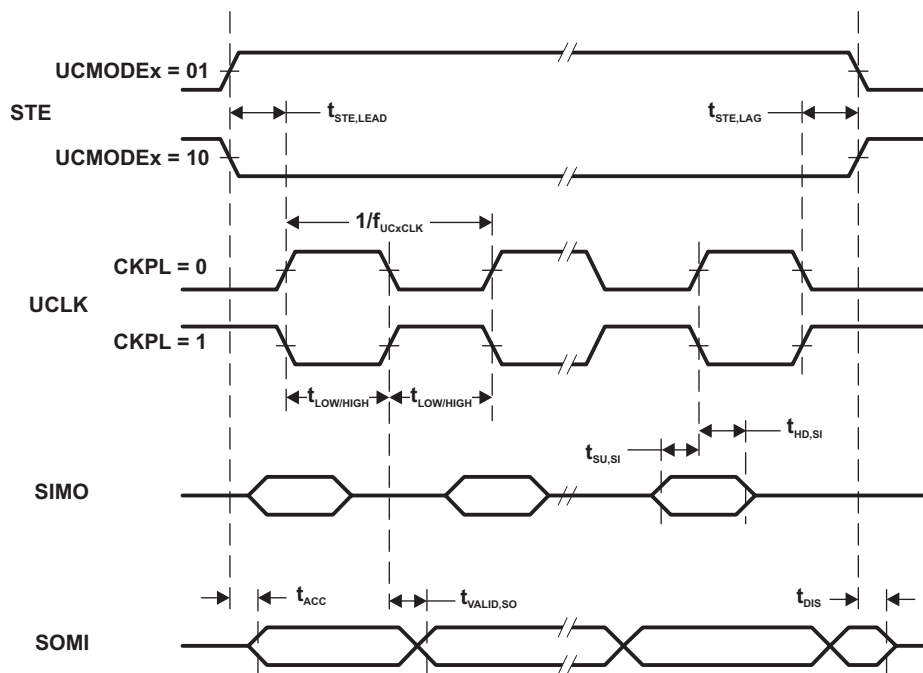 UCMODEx = 01
STE
tSTE,LEAD
tSTE,LAG
UCMODEx = 10
1/fUCxCLK
CKPL = 0
UCLK
CKPL = 1
tLOW/HIGH
tLOW/HIGH
tSU,SI
tHD,SI
SIMO
tACC
tVALID,SO
tDIS
SOMI